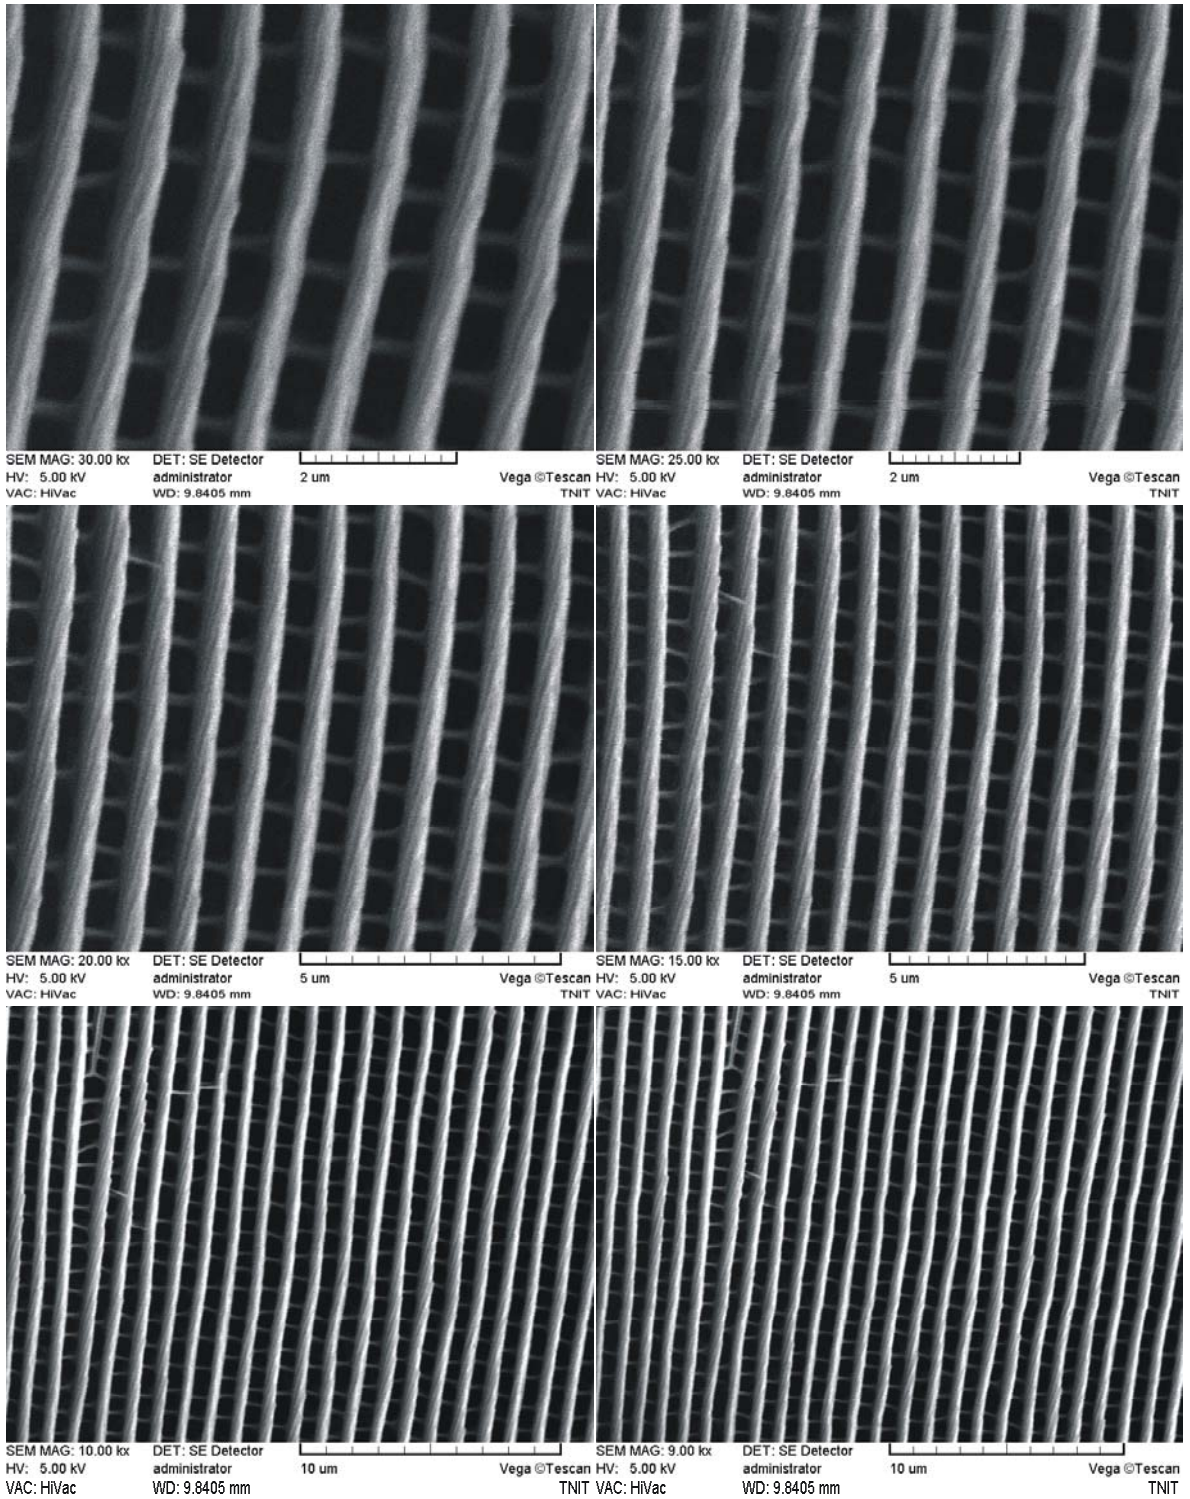 SEM MAG: 30.00 kx DET: SE Detector
HV: 5.00 kV administrator 2 um Vega ©Tescan
VAC: HiVac WD: 9.8405 mm TNIT
SEM MAG: 25.00 kx DET: SE Detector
HV: 5.00 kV administrator 2 um Vega ©Tescan
VAC: HiVac WD: 9.8405 mm TNIT
SEM MAG: 20.00 kx DET: SE Detector
HV: 5.00 kV administrator 5 um Vega ©Tescan
VAC: HiVac WD: 9.8405 mm TNIT
SEM MAG: 15.00 kx DET: SE Detector
HV: 5.00 kV administrator 5 um Vega ©Tescan
VAC: HiVac WD: 9.8405 mm TNIT
SEM MAG: 10.00 kx DET: SE Detector
HV: 5.00 kV administrator 10 um Vega ©Tescan
VAC: HiVac WD: 9.8405 mm TNIT
SEM MAG: 9.00 kx DET: SE Detector
HV: 5.00 kV administrator 10 um Vega ©Tescan
VAC: HiVac WD: 9.8405 mm TNIT